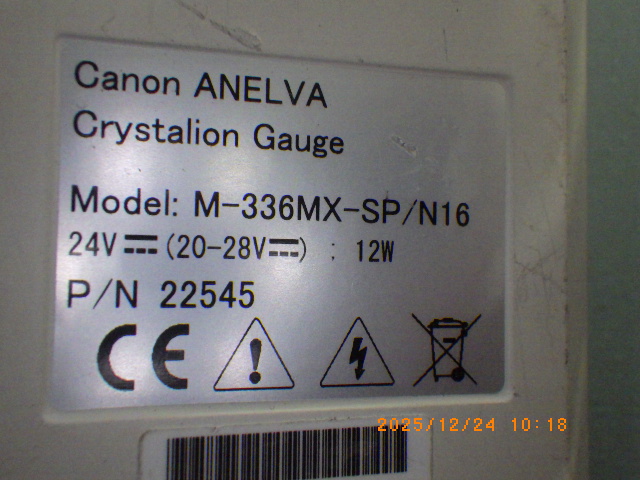 Canon ANELVA
Crystalion Gauge
Model: M-336MX-SP/N16
24V⎓(20-28V⎓) : 12W
P/N 22545
CE
2025/12/24 10:18